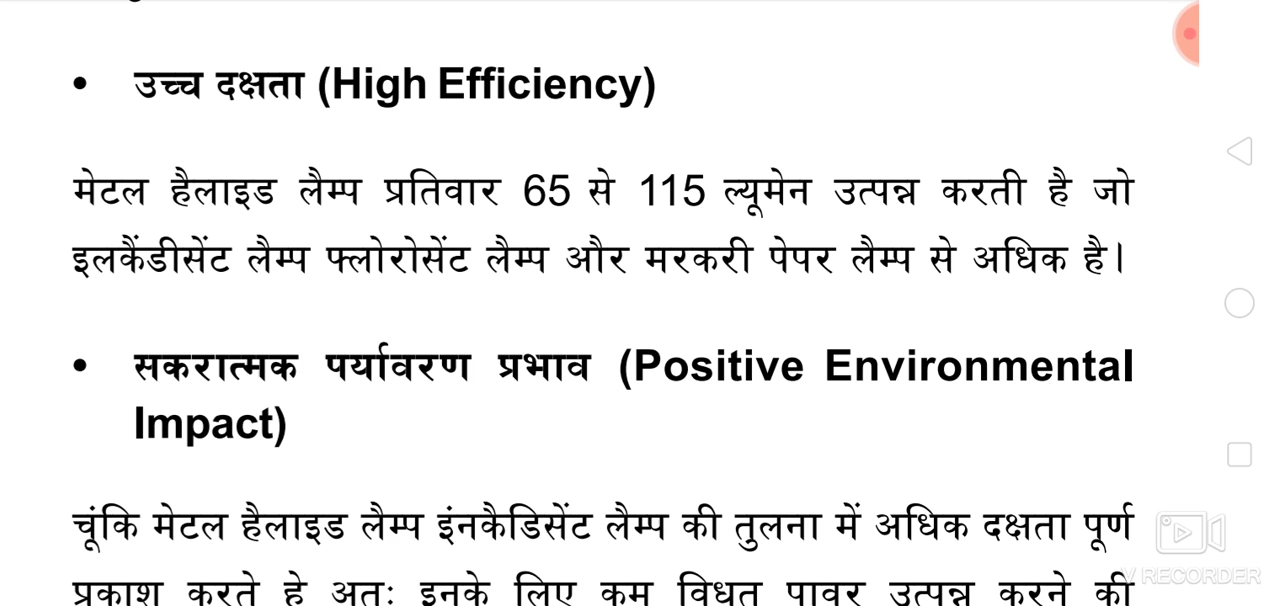 • उच्च दक्षता (High Efficiency)
मेटल हैलाइड लैम्प प्रतिवार 65 से 115 ल्यूमेन उत्पन्न करती है जो
इलकैंडीसेंट लैम्प फ्लोरोसेंट लैम्प और मरकरी पेपर लैम्प से अधिक है।
• सकरात्मक पर्यावरण प्रभाव (Positive Environmental
Impact)
चूंकि मेटल हैलाइड लैम्प इंनकैडिसेंट लैम्प की तुलना में अधिक दक्षता पूर्ण
प्रकाश करते हे अतः इनके लिए कम विधत पावर उत्पन्न करने की
V RECORDER